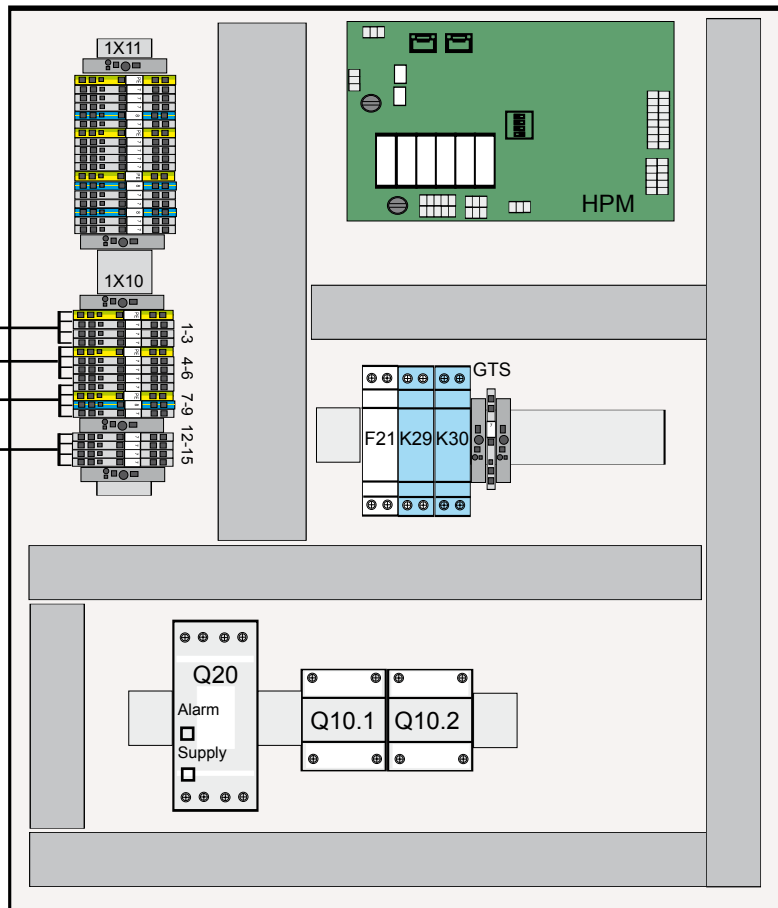 1X11
HPM
1X10
1-3
4-6
7-9
12-15
GTS
F21
K29
K30
Q20
Alarm
Supply
Q10.1
Q10.2